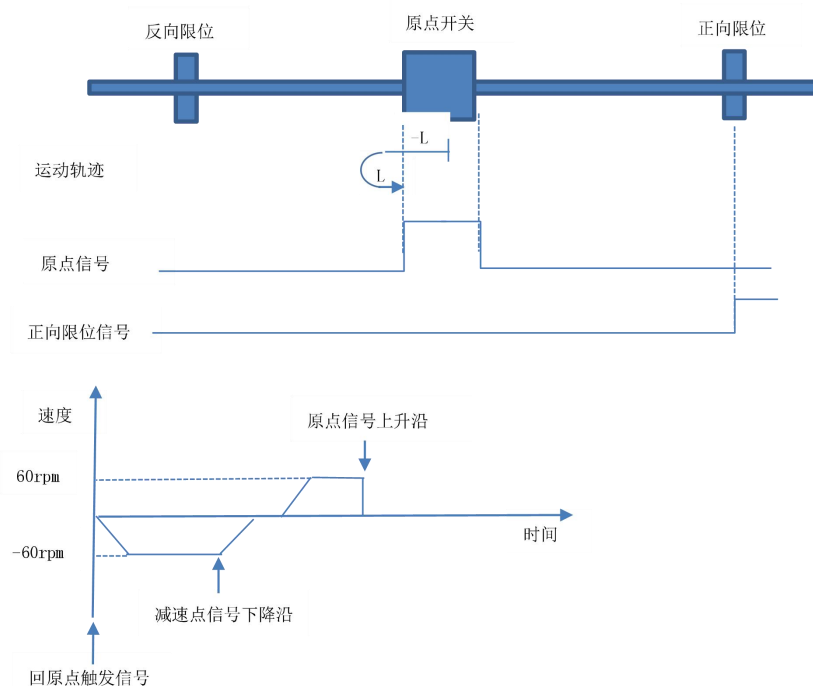 反向限位
原点开关
正向限位
-L
运动轨迹
L
原点信号
正向限位信号
速度
原点信号上升沿
60rpm
时间
-60rpm
减速点信号下降沿
回原点触发信号